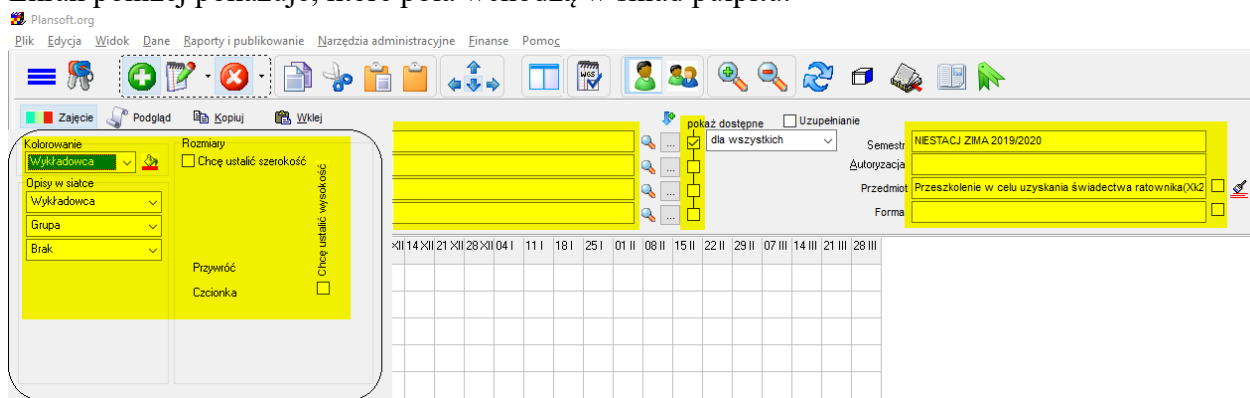 Plansoft.org
Plik Edycja Widok Dane Raporty i publikowanie Narzędzia administracyjne Finanse Pomoc
WGS
Zajęcie Podgląd Kopiuj Wklej
pokaż dostępne Uzupełnianie
Kolorowanie Rozmiary
dla wszystkich
Semestr NIESTACJ ZIMA 2019/2020
Wykładowca Chcę ustalić szerokość
Autoryzacja
Opisy w siatce
Przedmiot Przeszkolenie w celu uzyskania świadectwa ratownika(Xk2
Wykładowca
Forma
Grupa
Brak
Chcę ustalić wysokość
XII 14 XII 21 XII 28 XII 04 I 11 I 18 I 25 I 01 II 08 II 15 II 22 II 29 II 07 III 14 III 21 III 28 III
Przywróć
Czcionka